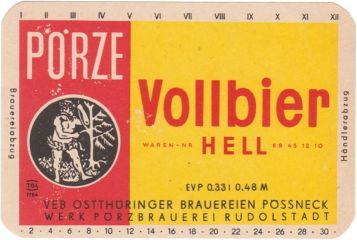 I II III IV V VI VII VIII IX X XI XII
PÖRZE
Vollbier
WAREN-NR HELL 68 45 12 10
Brauereiabzug
Händlerabzug
EVP 0.33 l 0.48 M
VEB OSTTHÜRINGER BRAUEREIEN PÖSSNECK
WERK PÖRZBRAUEREI RUDOLSTADT
2 4 6 8 10 12 14 16 18 20 22 24 26 28 30